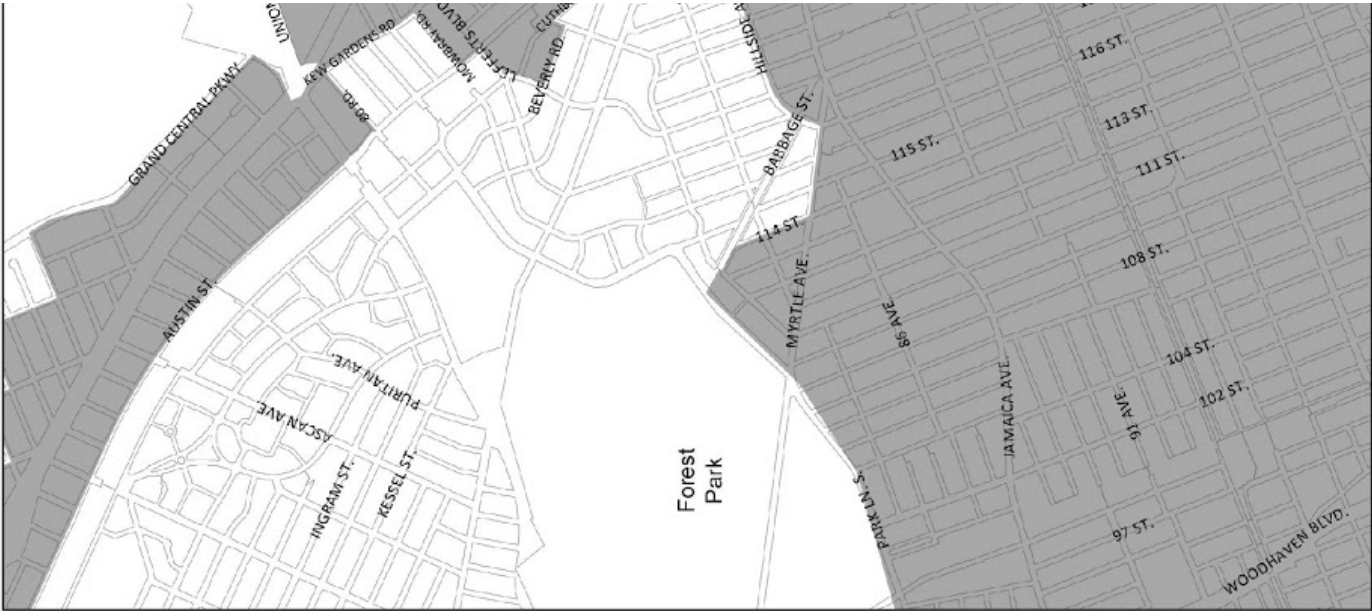 UNION
KEW GARDENS RD
MOWBRAY RD.
LEFFERTS BLVD
CUTHB
BEVERLY RD.
HILLSIDE A
116 ST.
GRAND CENTRAL PKWY
80 RD.
BABBAGE ST.
113 ST.
115 ST.
111 ST.
114 ST.
108 ST.
AUSTIN ST.
MYRTLE AVE.
86 AVE.
104 ST.
PURITAN AVE.
JAMAICA AVE.
102 ST.
ASCAN AVE.
91 AVE.
INGRAM ST.
KESSEL ST.
Forest
Park
PARK LN. S.
97 ST.
WOODHAVEN BLVD.